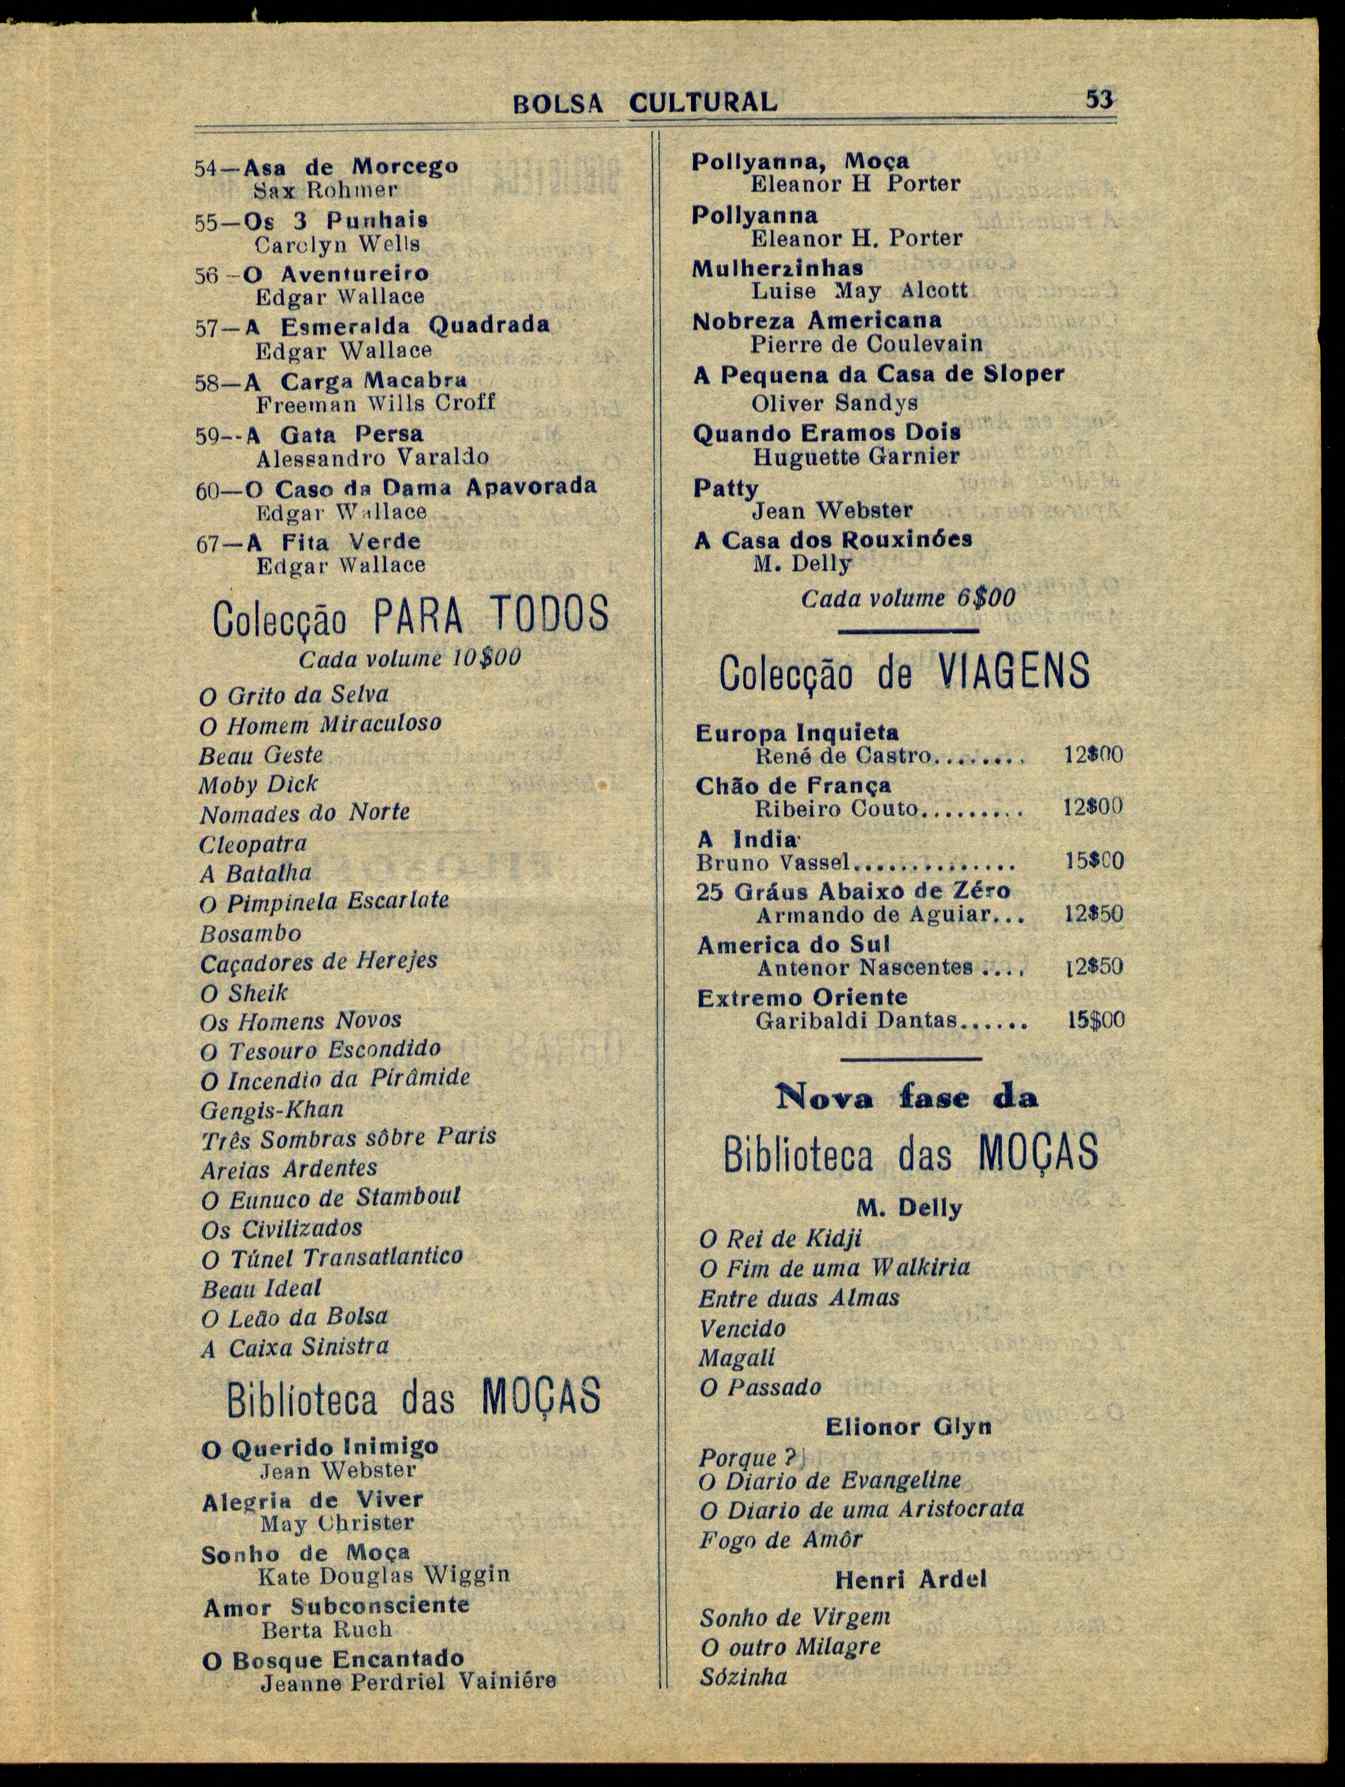 BOLSA CULTURAL 53
54—Asa de Morcego
Sax Rohmer
55—Os 3 Punhais
Carolyn Wells
56—O Aventureiro
Edgar Wallace
57—A Esmeralda Quadrada
Edgar Wallace
58—A Carga Macabra
Freeman Wills Croff
59--A Gata Persa
Alessandro Varaldo
60—O Caso da Dama Apavorada
Edgar Wallace
67—A Fita Verde
Edgar Wallace
Colecção PARA TODOS
Cada volume 10$00
O Grito da Selva
O Homem Miraculoso
Beau Geste
Moby Dick
Nomades do Norte
Cleopatra
A Batalha
O Pimpinela Escarlate
Bosambo
Caçadores de Herejes
O Sheik
Os Homens Novos
O Tesouro Escondido
O Incendio da Pirâmide
Gengis-Khan
Três Sombras sôbre Paris
Areias Ardentes
O Eunuco de Stamboul
Os Civilizados
O Túnel Transatlantico
Beau Ideal
O Leão da Bolsa
A Caixa Sinistra
Biblioteca das MOÇAS
O Querido Inimigo
Jean Webster
Alegria de Viver
May Christer
Sonho de Moça
Kate Douglas Wiggin
Amor Subconsciente
Berta Ruch
O Bosque Encantado
Jeanne Perdriel Vainiére
Pollyanna, Moça
Eleanor H Porter
Pollyanna
Eleanor H. Porter
Mulherzinhas
Luise May Alcott
Nobreza Americana
Pierre de Coulevain
A Pequena da Casa de Sloper
Oliver Sandys
Quando Eramos Dois
Huguette Garnier
Patty
Jean Webster
A Casa dos Rouxinóes
M. Delly
Cada volume 6$00
Colecção de VIAGENS
Europa Inquieta
René de Castro........ 12$00
Chão de França
Ribeiro Couto......... 12$00
A India
Bruno Vassel.............. 15$00
25 Gráus Abaixo de Zéro
Armando de Aguiar... 12$50
America do Sul
Antenor Nascentes .... 12$50
Extremo Oriente
Garibaldi Dantas...... 15$00
Nova fase da
Biblioteca das MOÇAS
M. Delly
O Rei de Kidji
O Fim de uma Walkiria
Entre duas Almas
Vencido
Magali
O Passado
Elionor Glyn
Porque ?
O Diario de Evangeline
O Diario de uma Aristocrata
Fogo de Amôr
Henri Ardel
Sonho de Virgem
O outro Milagre
Sózinha